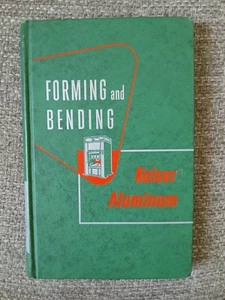 FORMING and
BENDING
Kaiser
Aluminum